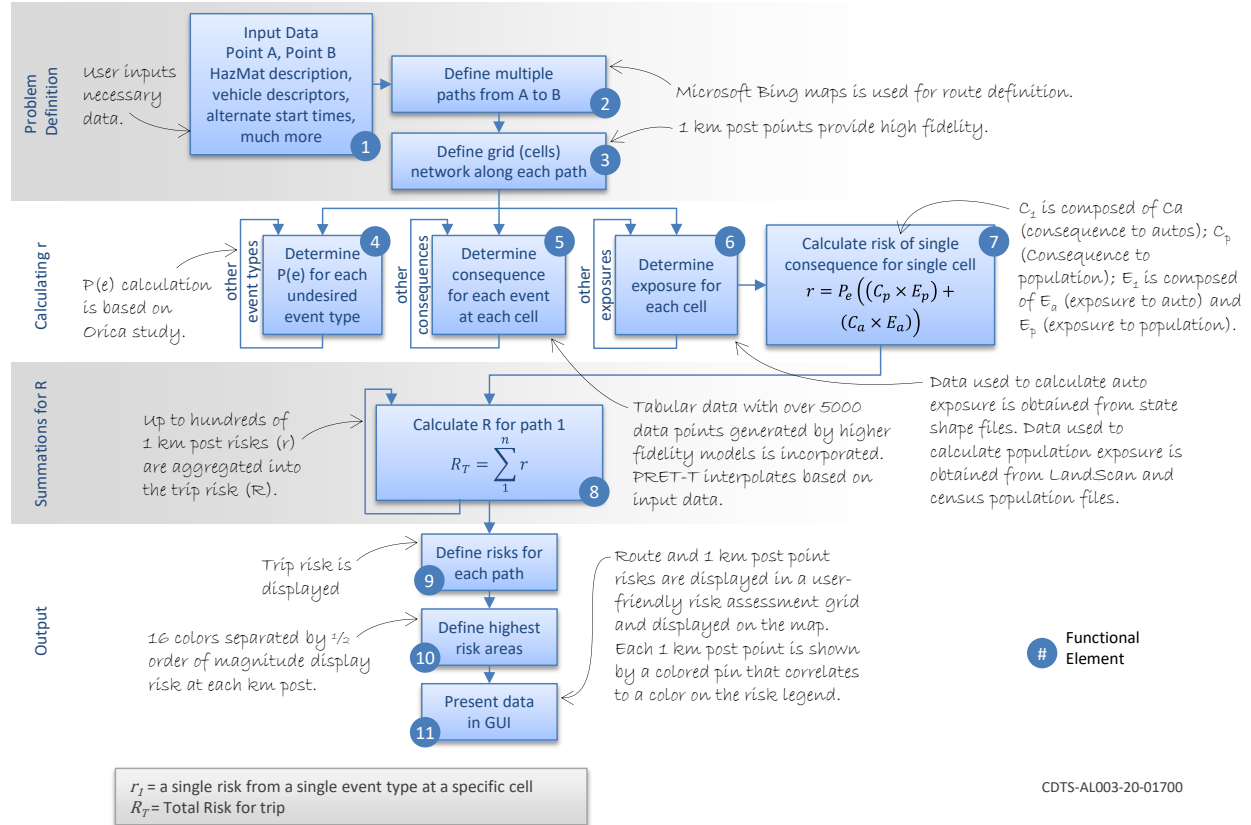 Problem
Definition
User inputs
necessary
data.
Input Data
Point A, Point B
HazMat description,
vehicle descriptors,
alternate start times,
much more
1
Define multiple
paths from A to B
2
Microsoft Bing maps is used for route definition.
Define grid (cells)
network along each path
3
1 km post points provide high fidelity.
Calculating r
P(e) calculation
is based on
Orica study.
other
event types
Determine
P(e) for each
undesired
event type
4
other
consequences
Determine
consequence
for each event
at each cell
5
other
exposures
Determine
exposure for
each cell
6
Calculate risk of single
consequence for single cell
r = Pₑ ((Cₚ × Eₚ) +
(Cₐ × Eₐ))
7
C₁ is composed of Ca
(consequence to autos); Cₚ
(Consequence to
population); E₁ is composed
of Eₐ (exposure to auto) and
Eₚ (exposure to population).
Summations for R
Up to hundreds of
1 km post risks (r)
are aggregated into
the trip risk (R).
Calculate R for path 1
n
R_T = ∑ r
1
8
Tabular data with over 5000
data points generated by higher
fidelity models is incorporated.
PRET-T interpolates based on
input data.
Data used to calculate auto
exposure is obtained from state
shape files. Data used to
calculate population exposure is
obtained from LandScan and
census population files.
Output
Trip risk is
displayed
Define risks for
each path
9
16 colors separated by ½
order of magnitude display
risk at each km post.
Define highest
risk areas
10
Present data
in GUI
11
Route and 1 km post point
risks are displayed in a user-
friendly risk assessment grid
and displayed on the map.
Each 1 km post point is shown
by a colored pin that correlates
to a color on the risk legend.
# Functional
Element
r₁ = a single risk from a single event type at a specific cell
R_T = Total Risk for trip
CDTS-AL003-20-01700